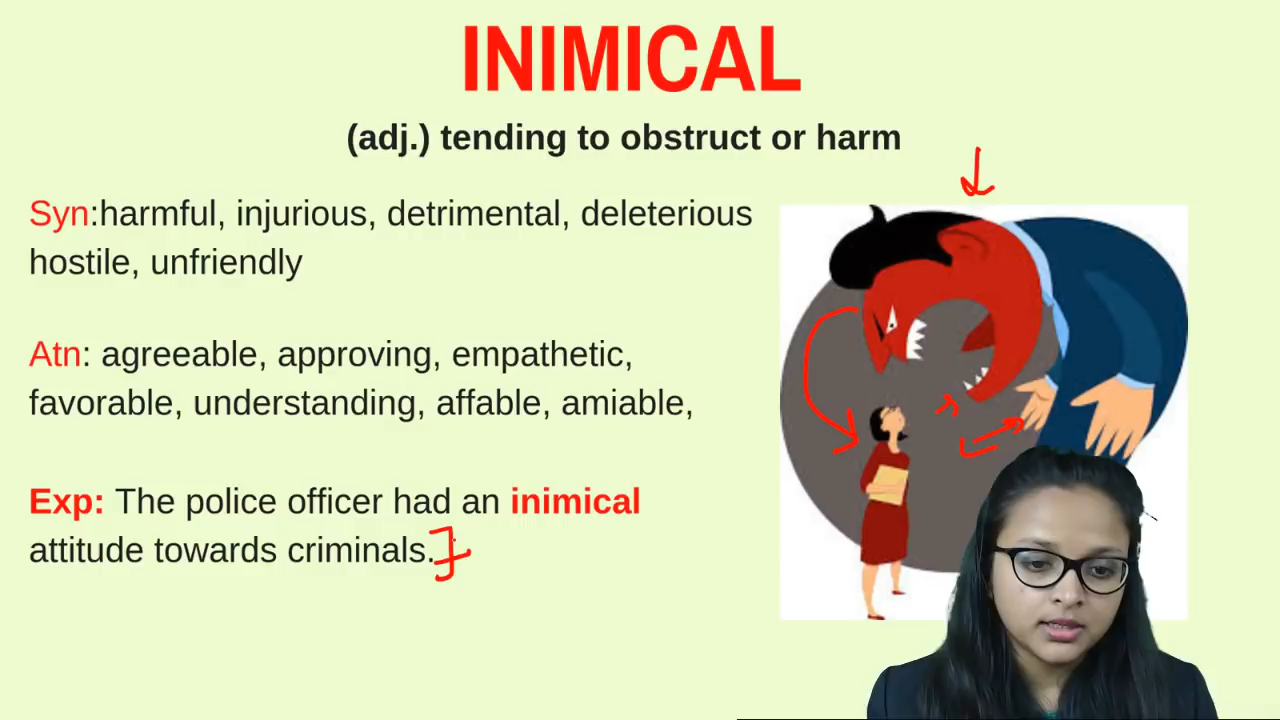 INIMICAL
(adj.) tending to obstruct or harm
Syn:harmful, injurious, detrimental, deleterious
hostile, unfriendly
Atn: agreeable, approving, empathetic,
favorable, understanding, affable, amiable,
Exp: The police officer had an inimical
attitude towards criminals.